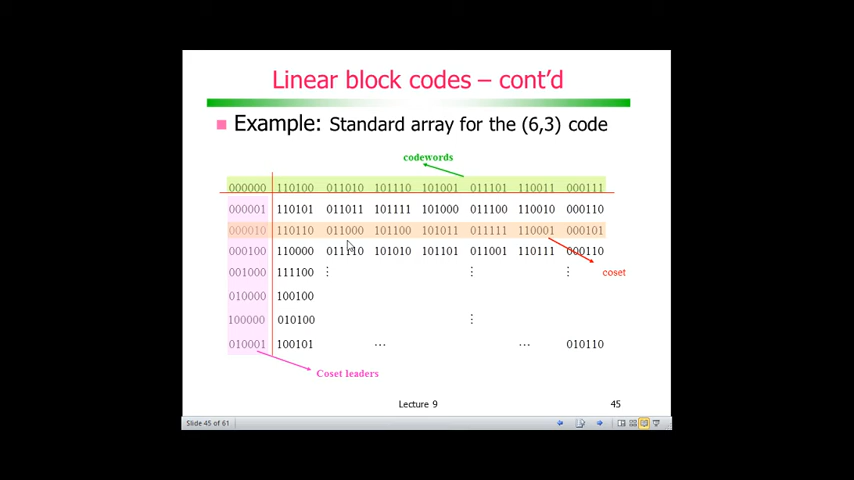 Linear block codes – cont'd
Example: Standard array for the (6,3) code
codewords
000000 110100 011010 101110 101001 011101 110011 000111
000001 110101 011011 101111 101000 011100 110010 000110
000010 110110 011000 101100 101011 011111 110001 000101
000100 110000 011110 101010 101101 011001 110111 000110
001000 111100 ⋮ ⋮ ⋮
coset
010000 100100
100000 010100 ⋮
010001 100101 ⋯ ⋯ 010110
Coset leaders
Lecture 9 45
Slide 45 of 61